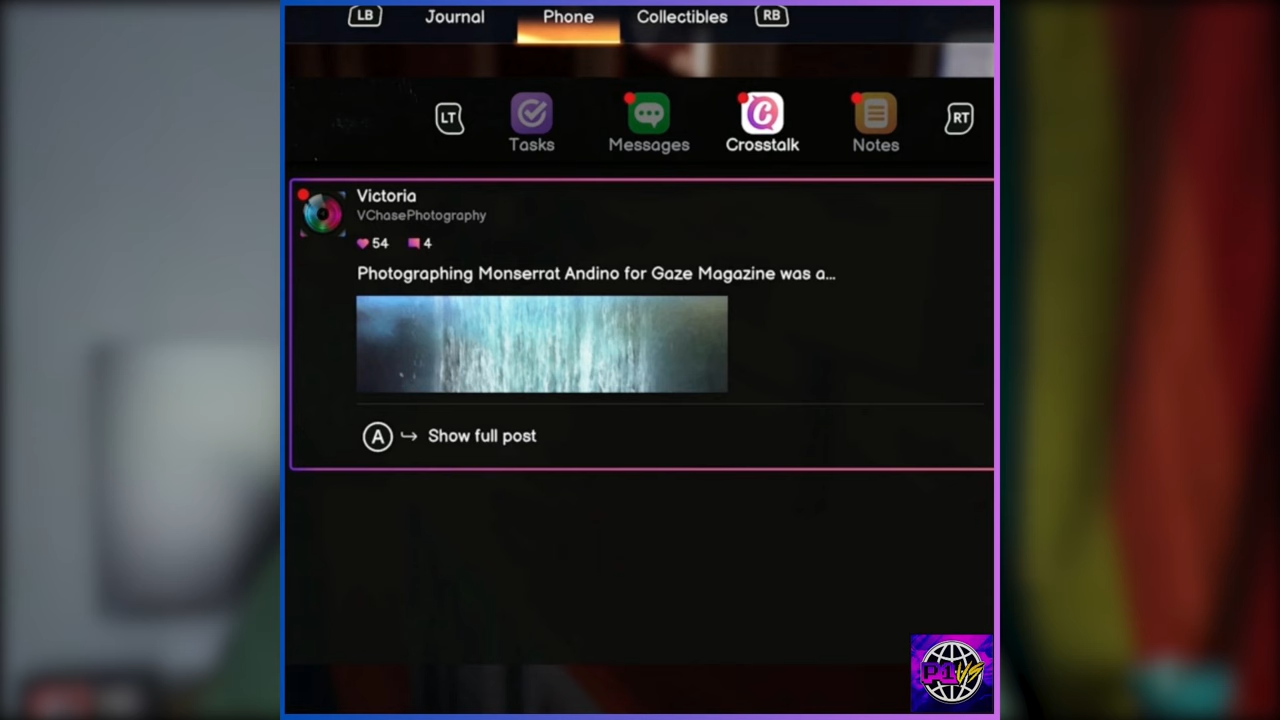 LB Journal Phone Collectibles RB
LT Tasks Messages Crosstalk Notes RT
Victoria
VChasePhotography
54 4
Photographing Monserrat Andino for Gaze Magazine was a...
A Show full post
P1VS